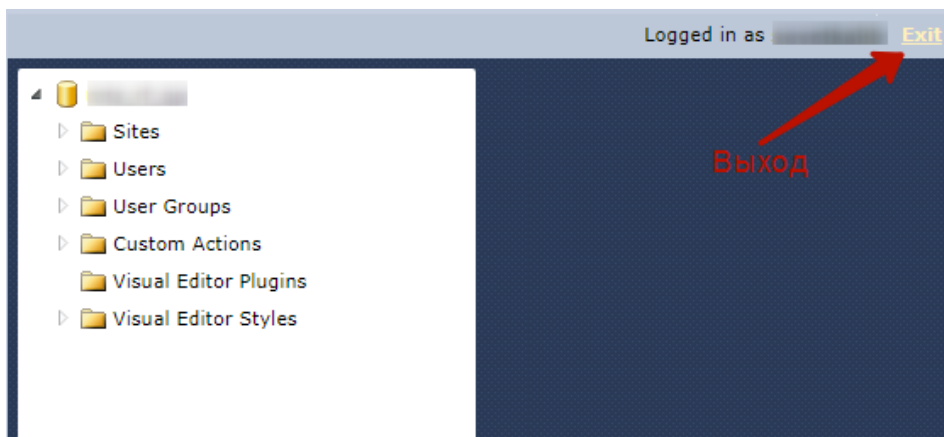 Logged in as Exit
Sites
Users
Выход
User Groups
Custom Actions
Visual Editor Plugins
Visual Editor Styles